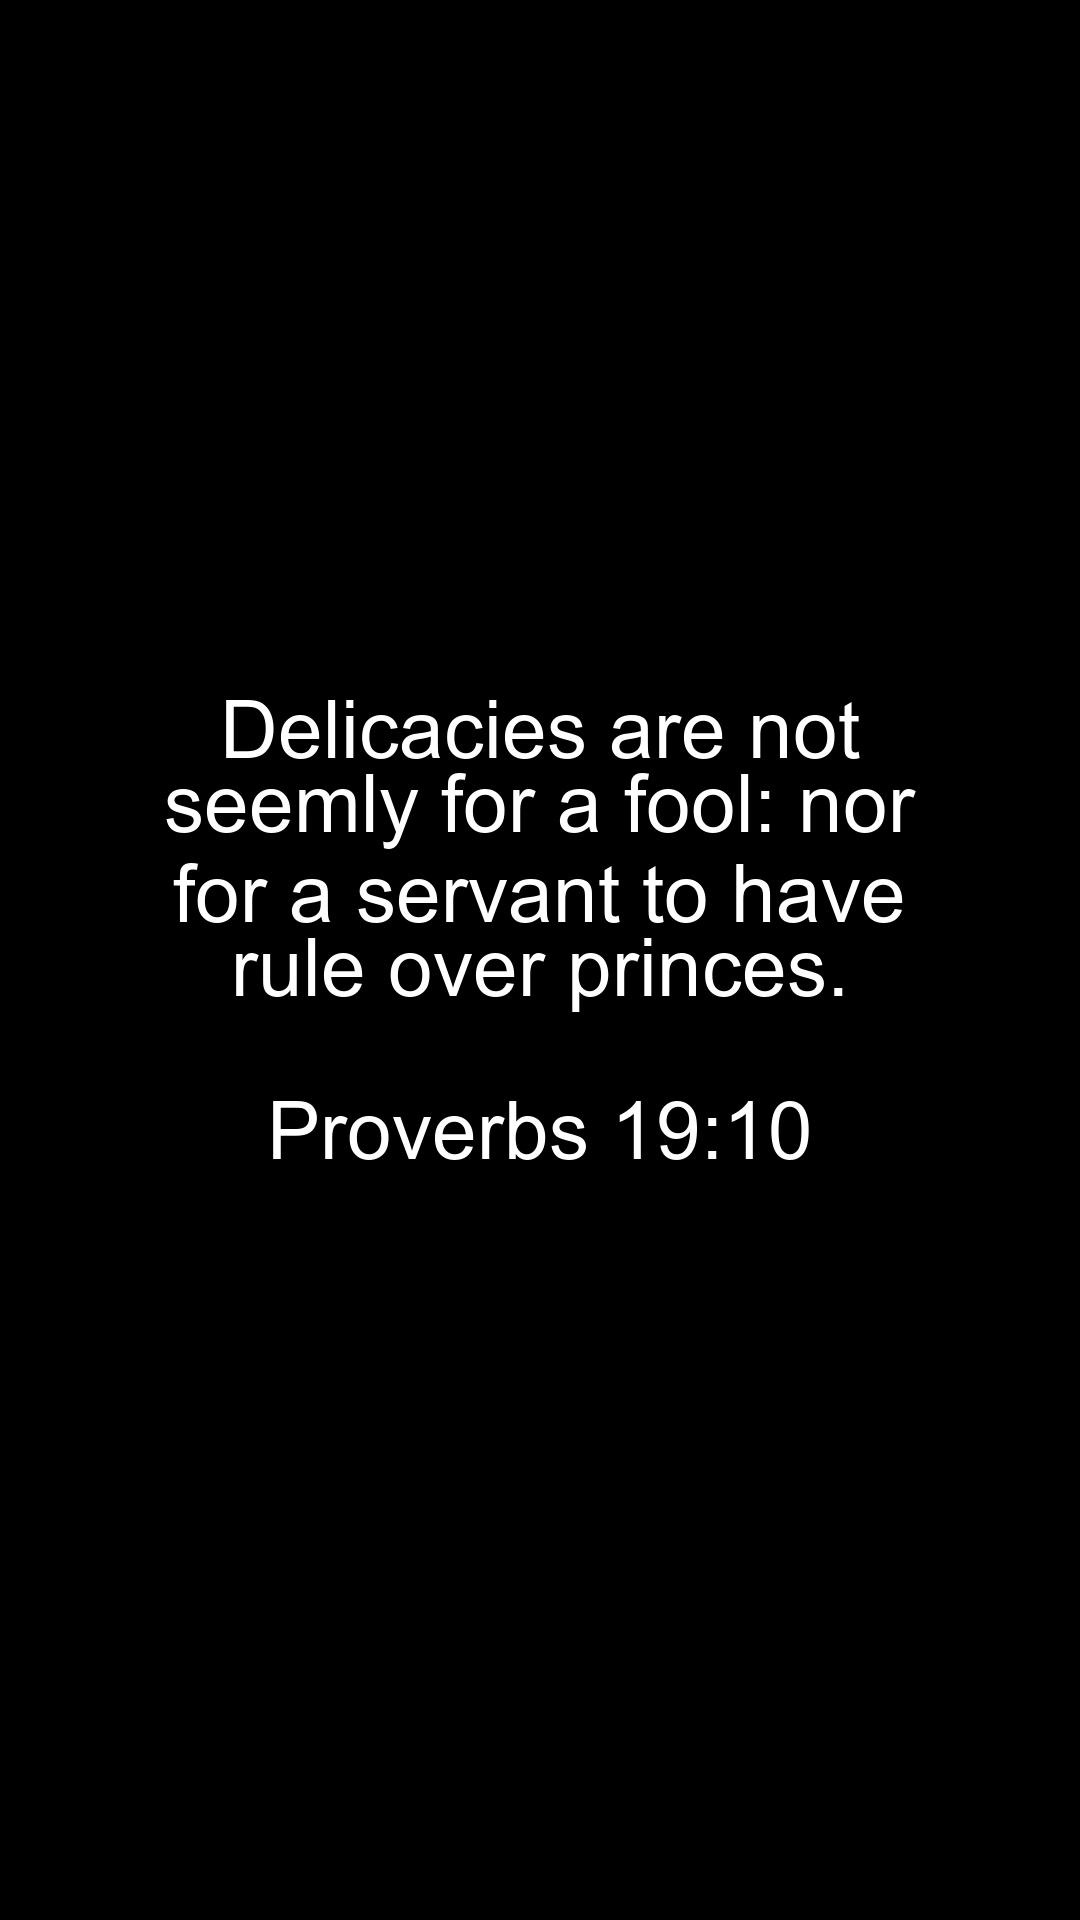 Delicacies are not
seemly for a fool: nor
for a servant to have
rule over princes.
Proverbs 19:10